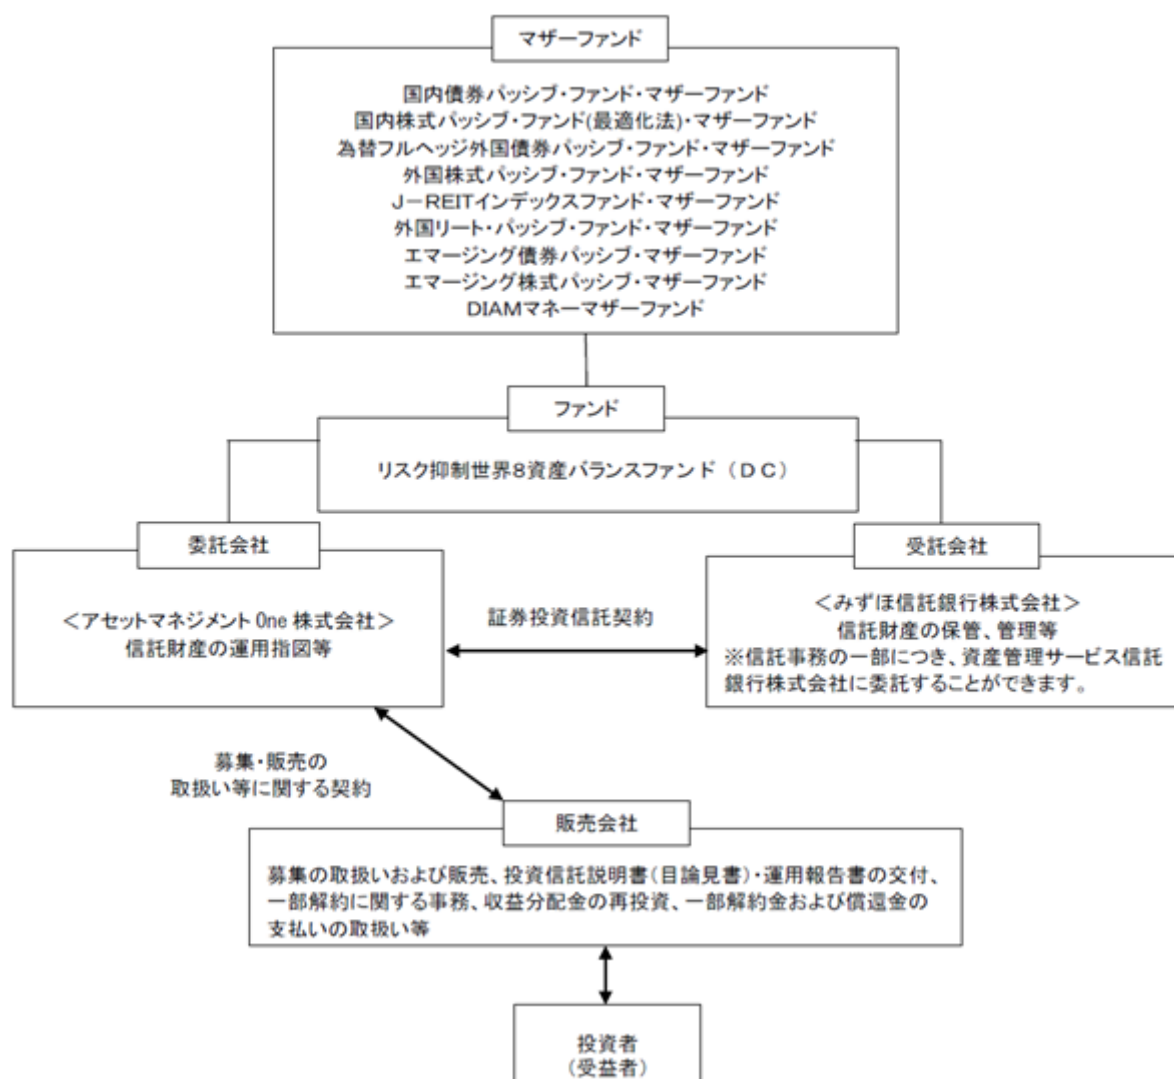 マザーファンド
国内債券パッシブ・ファンド・マザーファンド
国内株式パッシブ・ファンド(最適化法)・マザーファンド
為替フルヘッジ外国債券パッシブ・ファンド・マザーファンド
外国株式パッシブ・ファンド・マザーファンド
J－REITインデックスファンド・マザーファンド
外国リート・パッシブ・ファンド・マザーファンド
エマージング債券パッシブ・マザーファンド
エマージング株式パッシブ・マザーファンド
DIAMマネーマザーファンド
ファンド
リスク抑制世界8資産バランスファンド（ＤＣ）
委託会社
＜アセットマネジメント One 株式会社＞
信託財産の運用指図等
証券投資信託契約
受託会社
＜みずほ信託銀行株式会社＞
信託財産の保管、管理等
※信託事務の一部につき、資産管理サービス信託
銀行株式会社に委託することができます。
募集・販売の
取扱い等に関する契約
販売会社
募集の取扱いおよび販売、投資信託説明書（目論見書）・運用報告書の交付、
一部解約に関する事務、収益分配金の再投資、一部解約金および償還金の
支払いの取扱い等
投資者
（受益者）